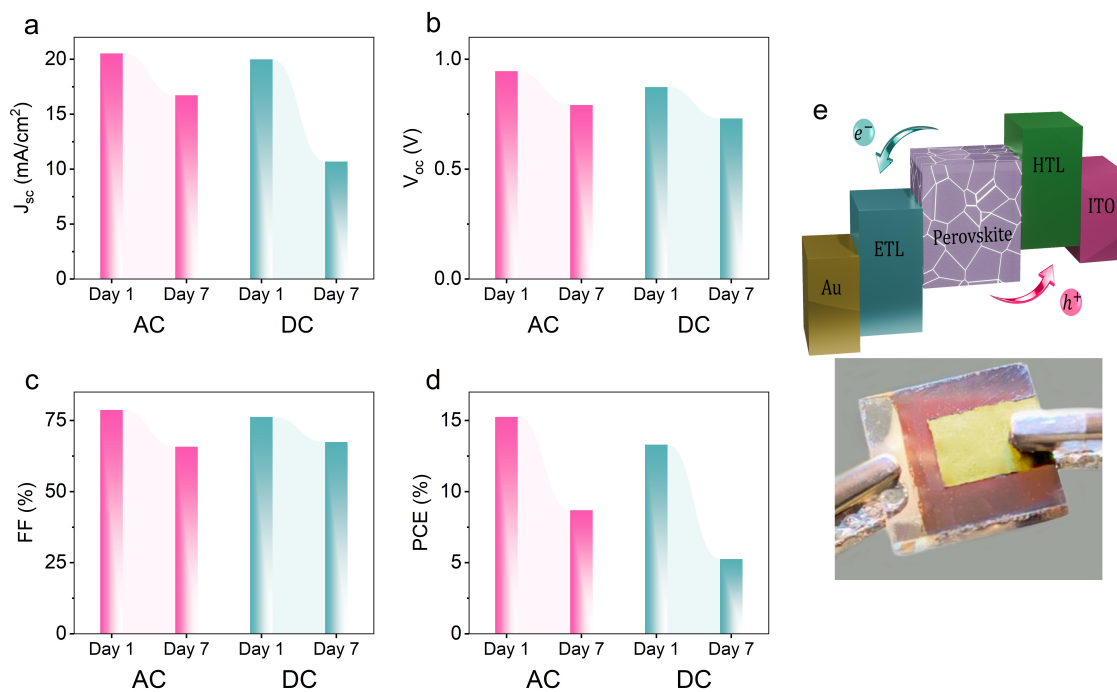 a
J_sc (mA/cm²)
20
15
10
5
0
Day 1 Day 7 Day 1 Day 7
AC DC
b
V_oc (V)
1.0
0.5
0.0
Day 1 Day 7 Day 1 Day 7
AC DC
c
FF (%)
75
50
25
0
Day 1 Day 7 Day 1 Day 7
AC DC
d
PCE (%)
15
10
5
0
Day 1 Day 7 Day 1 Day 7
AC DC
e
e⁻
HTL
ITO
Perovskite
ETL
Au
h⁺